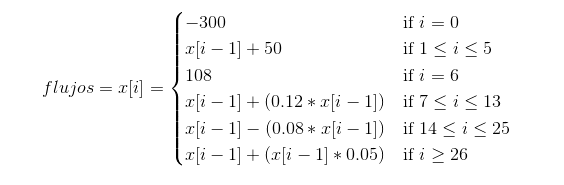 −300 if i = 0
x[i − 1] + 50 if 1 ≤ i ≤ 5
108 if i = 6
flujos = x[i] = x[i − 1] + (0.12 ∗ x[i − 1]) if 7 ≤ i ≤ 13
x[i − 1] − (0.08 ∗ x[i − 1]) if 14 ≤ i ≤ 25
x[i − 1] + (x[i − 1] ∗ 0.05) if i ≥ 26